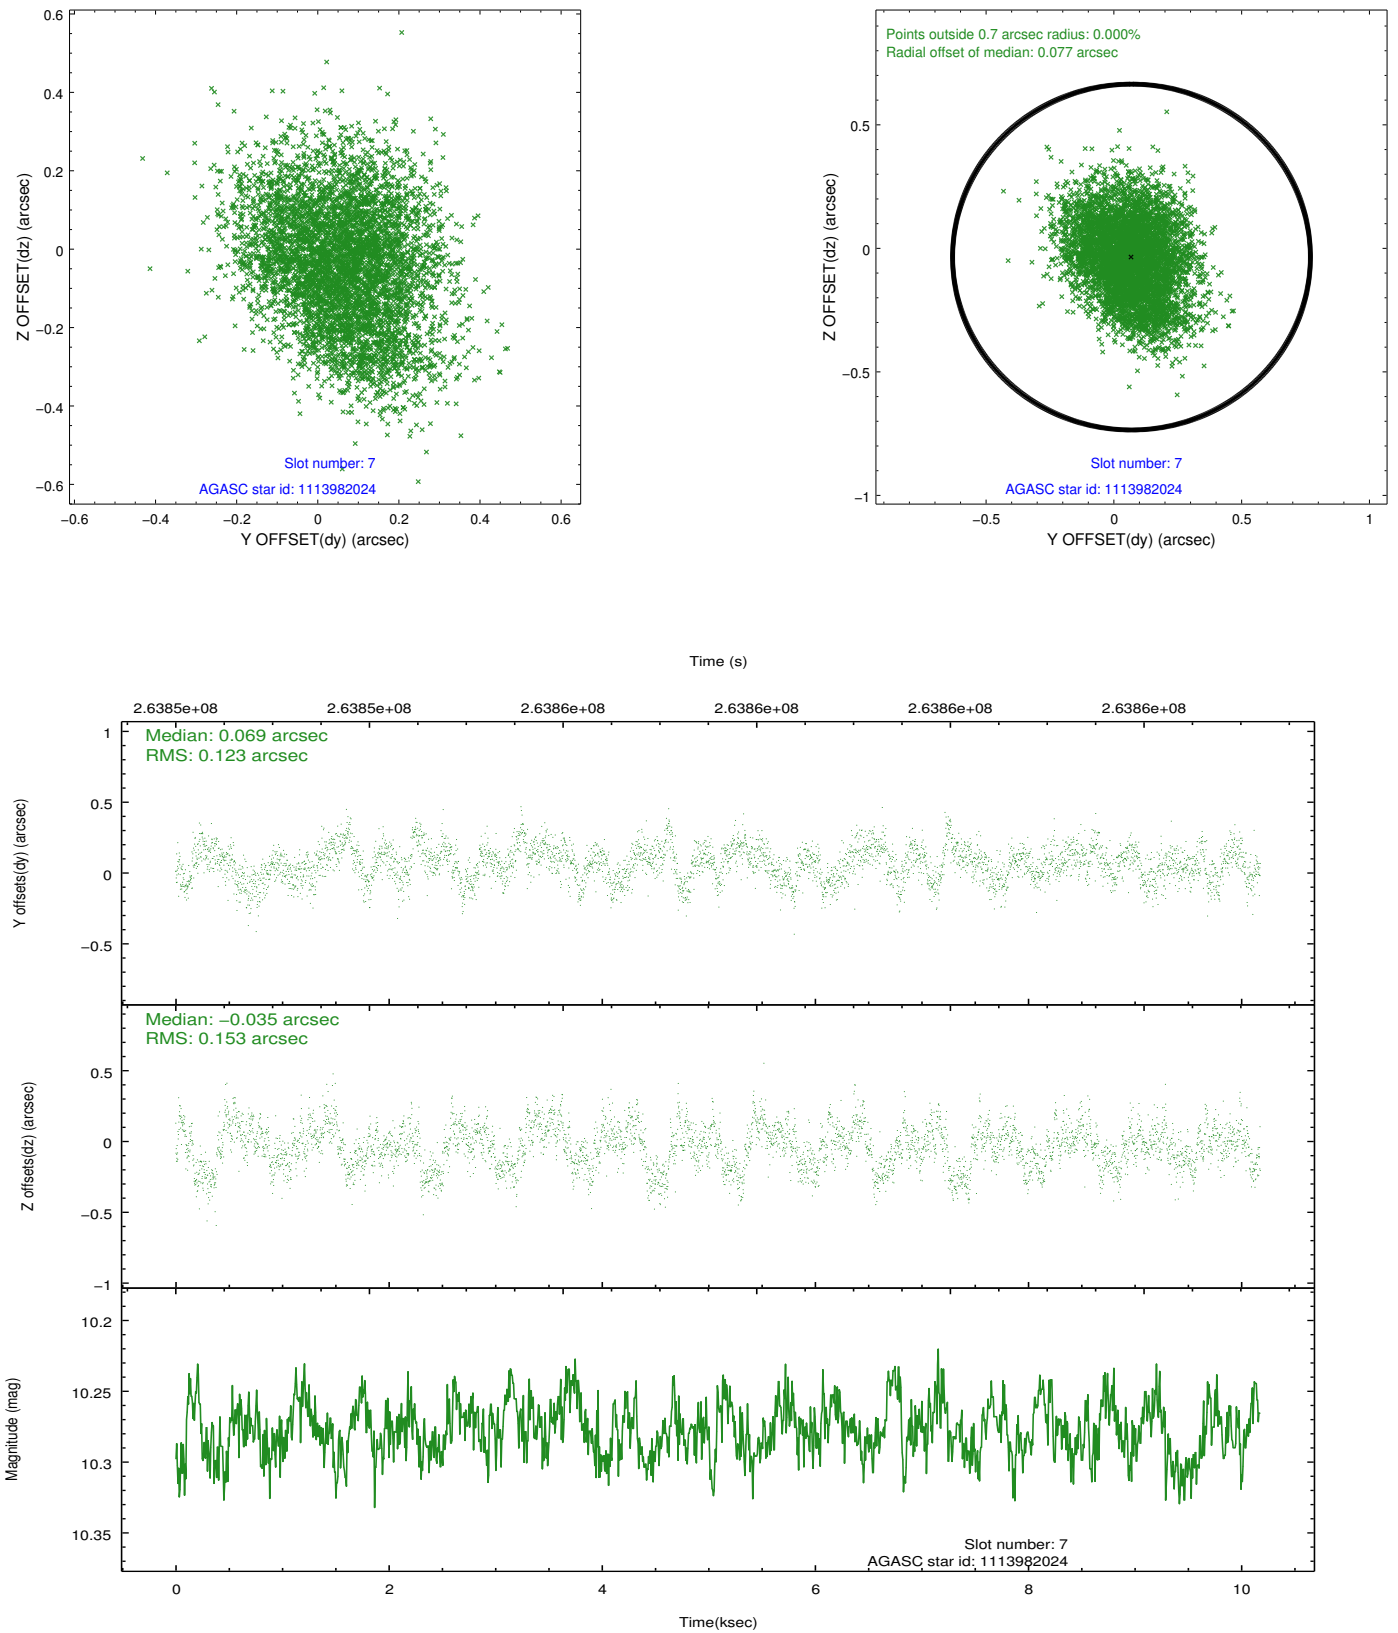 0.6
0.4
0.2
0
−0.2
−0.4
−0.6
Z OFFSET(dz) (arcsec)
Slot number: 7
AGASC star id: 1113982024
−0.6 −0.4 −0.2 0 0.2 0.4 0.6
Y OFFSET(dy) (arcsec)
Points outside 0.7 arcsec radius: 0.000%
Radial offset of median: 0.077 arcsec
0.5
0
−0.5
−1
Z OFFSET(dz) (arcsec)
Slot number: 7
AGASC star id: 1113982024
−0.5 0 0.5 1
Y OFFSET(dy) (arcsec)
Time (s)
2.6385e+08 2.6385e+08 2.6386e+08 2.6386e+08 2.6386e+08 2.6386e+08
Median: 0.069 arcsec
RMS: 0.123 arcsec
1
0.5
0
−0.5
Y offsets(dy) (arcsec)
Median: −0.035 arcsec
RMS: 0.153 arcsec
0.5
0
−0.5
−1
Z offsets(dz) (arcsec)
10.2
10.25
10.3
10.35
Magnitude (mag)
Slot number: 7
AGASC star id: 1113982024
0 2 4 6 8 10
Time(ksec)